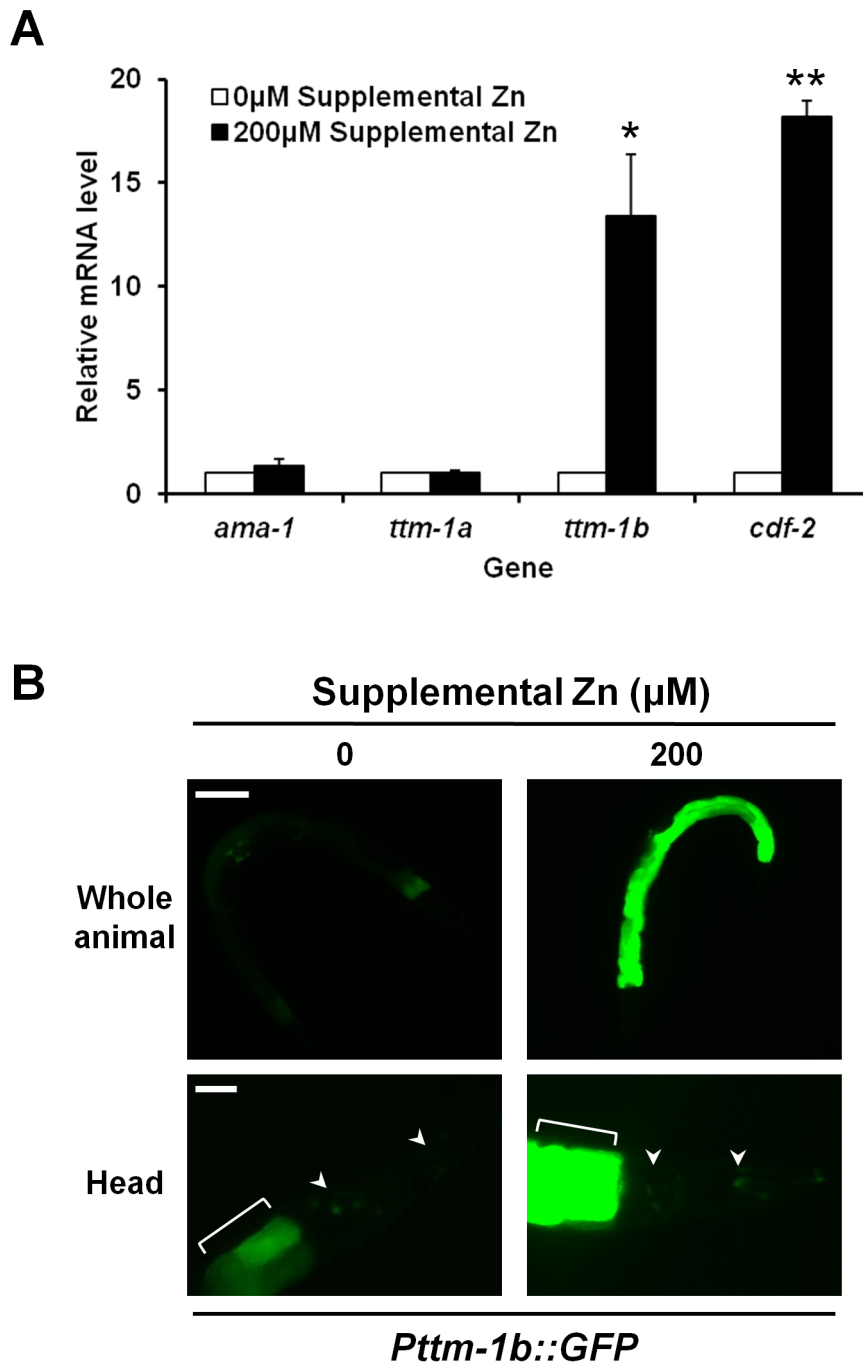 A
20
15
10
5
0
Relative mRNA level
0µM Supplemental Zn
200µM Supplemental Zn
*
**
ama-1 ttm-1a ttm-1b cdf-2
Gene
B
Supplemental Zn (µM)
0 200
Whole
animal
Head
Pttm-1b::GFP